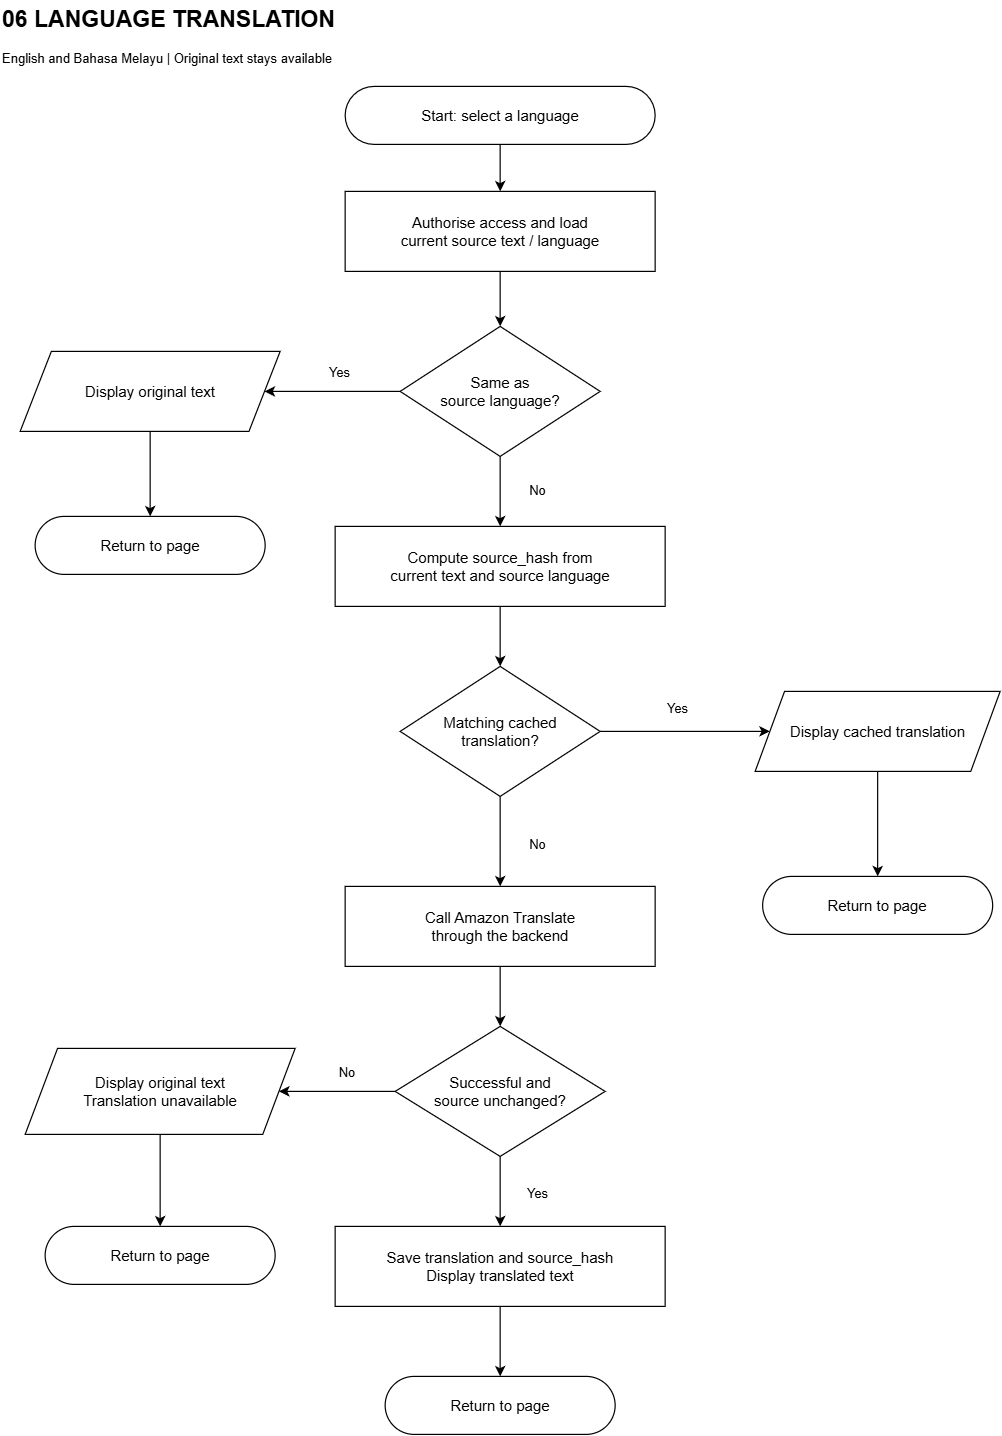 06 LANGUAGE TRANSLATION
English and Bahasa Melayu | Original text stays available
Start: select a language
Authorise access and load
current source text / language
Same as
source language?
Yes
Display original text
Return to page
No
Compute source_hash from
current text and source language
Matching cached
translation?
Yes
Display cached translation
Return to page
No
Call Amazon Translate
through the backend
Successful and
source unchanged?
No
Display original text
Translation unavailable
Return to page
Yes
Save translation and source_hash
Display translated text
Return to page